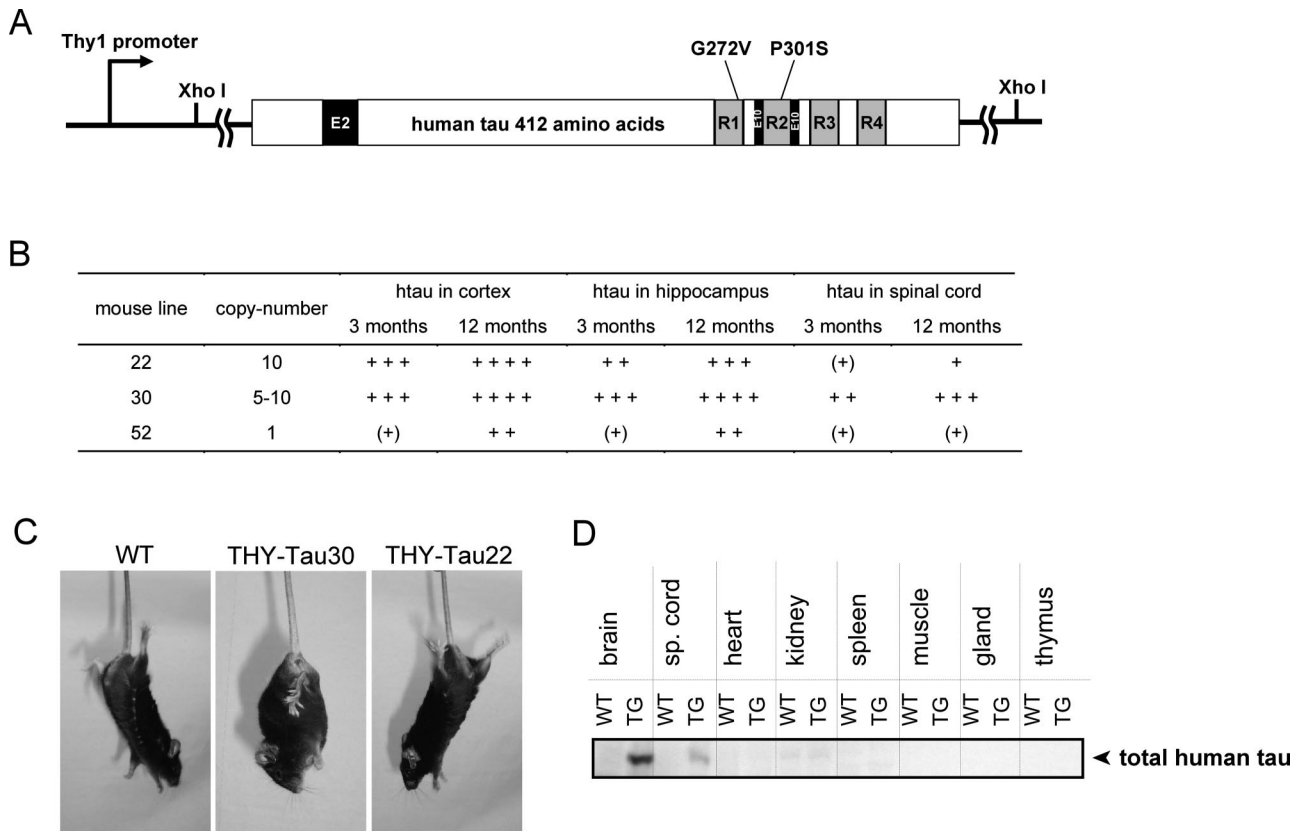 A
Thy1 promoter
Xho I
G272V P301S
E2
human tau 412 amino acids
R1
E10
R2
E10
R3
R4
Xho I
B
mouse line copy-number htau in cortex htau in hippocampus htau in spinal cord
3 months 12 months 3 months 12 months 3 months 12 months
22 10 + + + + + + + + + + + + (+) +
30 5-10 + + + + + + + + + + + + + + + + + + +
52 1 (+) + + (+) + + (+) (+)
C
WT THY-Tau30 THY-Tau22
D
brain sp. cord heart kidney spleen muscle gland thymus
WT TG WT TG WT TG WT TG WT TG WT TG WT TG WT TG
total human tau